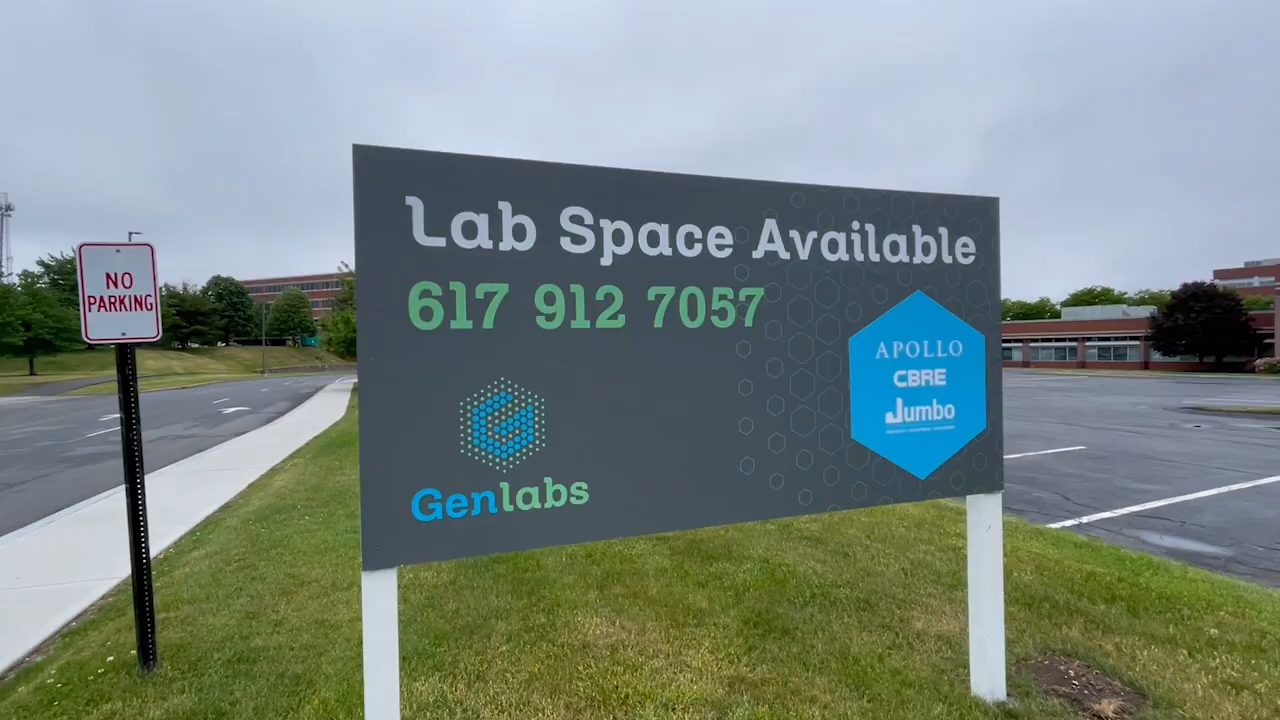 NO
PARKING
Lab Space Available
617 912 7057
Genlabs
APOLLO
CBRE
Jumbo